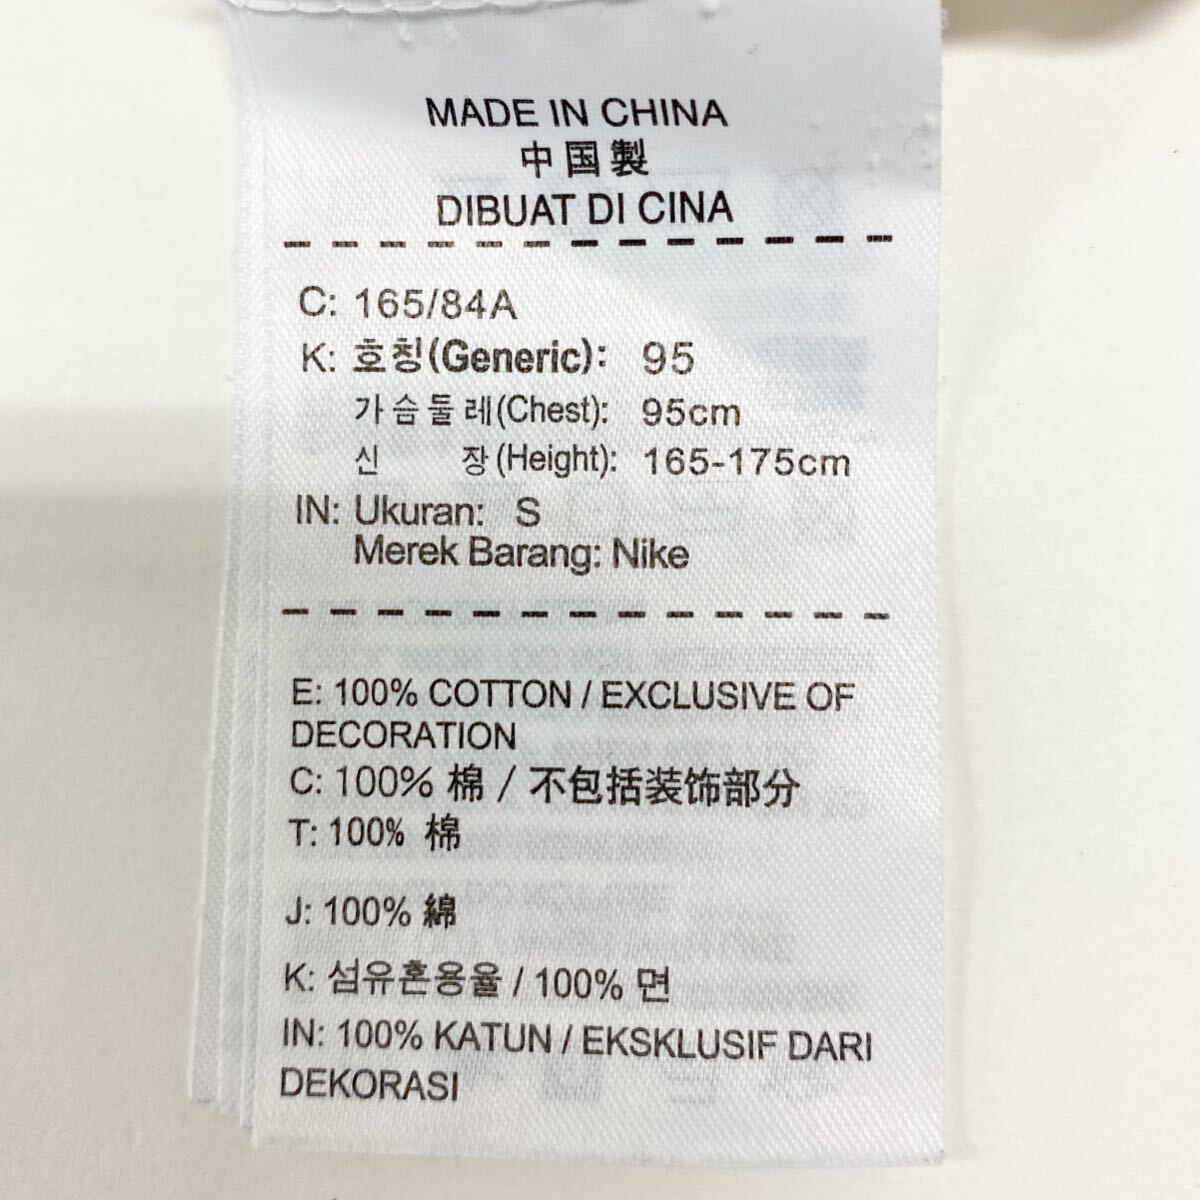 MADE IN CHINA
中国製
DIBUAT DI CINA
C: 165/84A
K: 호칭(Generic): 95
가슴둘레(Chest): 95cm
신 장(Height): 165-175cm
IN: Ukuran: S
Merek Barang: Nike
E: 100% COTTON / EXCLUSIVE OF
DECORATION
C: 100% 棉 / 不包括装饰部分
T: 100% 棉
J: 100% 綿
K: 섬유혼용율 / 100% 면
IN: 100% KATUN / EKSKLUSIF DARI
DEKORASI